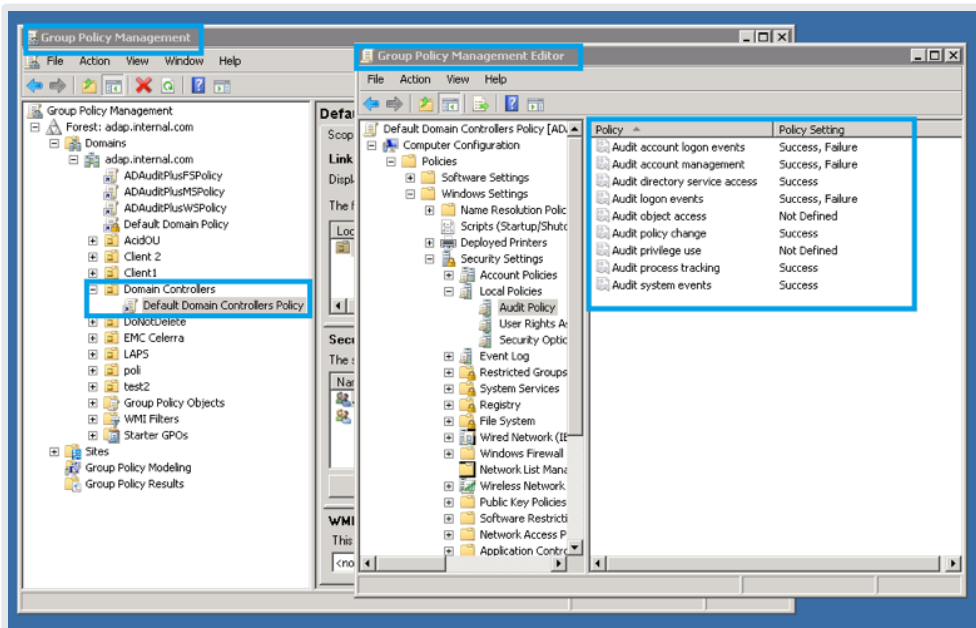 Group Policy Management
File Action View Window Help
Group Policy Management
Forest: adap.internal.com
Domains
adap.internal.com
ADAuditPlusFSPolicy
ADAuditPlusMSPolicy
ADAuditPlusWSPolicy
Default Domain Policy
AcidOU
Client 2
Client1
Domain Controllers
Default Domain Controllers Policy
DoNotDelete
EMC Celerra
LAPS
poli
test2
Group Policy Objects
WMI Filters
Starter GPOs
Sites
Group Policy Modeling
Group Policy Results
Defa
Scop
Link
Displ
The f
Loc
Secu
The s
Nar
WMI
This
<no
Group Policy Management Editor
File Action View Help
Default Domain Controllers Policy [AD.
Computer Configuration
Policies
Software Settings
Windows Settings
Name Resolution Polic
Scripts (Startup/Shutd
Deployed Printers
Security Settings
Account Policies
Local Policies
Audit Policy
User Rights A
Security Optic
Event Log
Restricted Groups
System Services
Registry
File System
Wired Network (IE
Windows Firewall
Network List Mana
Wireless Network
Public Key Policies
Software Restricti
Network Access P
Application Contro
Policy Policy Setting
Audit account logon events Success, Failure
Audit account management Success, Failure
Audit directory service access Success
Audit logon events Success, Failure
Audit object access Not Defined
Audit policy change Success
Audit privilege use Not Defined
Audit process tracking Success
Audit system events Success